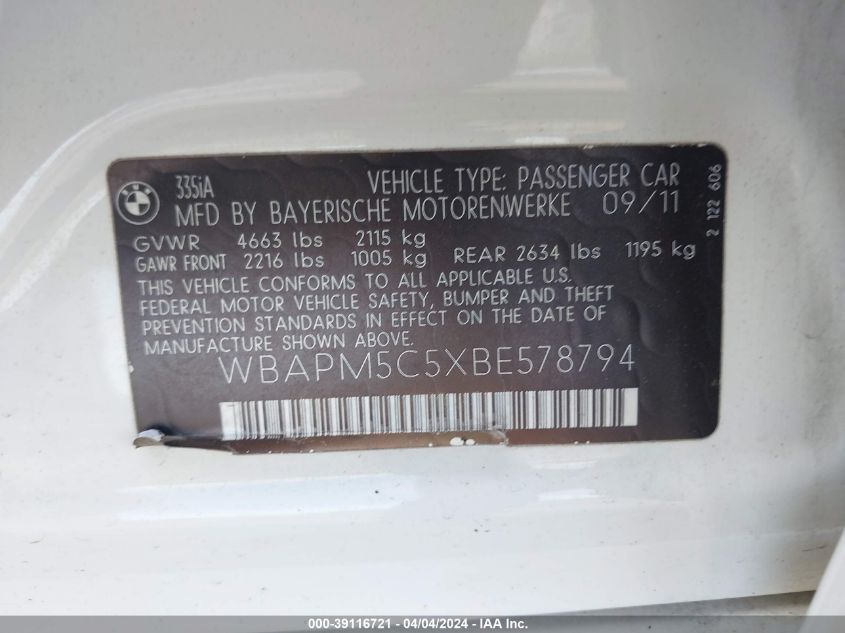 BMW
335iA VEHICLE TYPE: PASSENGER CAR
MFD BY BAYERISCHE MOTORENWERKE 09/11
GVWR 4663 lbs 2115 kg
GAWR FRONT 2216 lbs 1005 kg REAR 2634 lbs 1195 kg
THIS VEHICLE CONFORMS TO ALL APPLICABLE U.S.
FEDERAL MOTOR VEHICLE SAFETY, BUMPER AND THEFT
PREVENTION STANDARDS IN EFFECT ON THE DATE OF
MANUFACTURE SHOWN ABOVE.
WBAPM5C5XBE578794
2 122 606
000-39116721 - 04/04/2024 - IAA Inc.